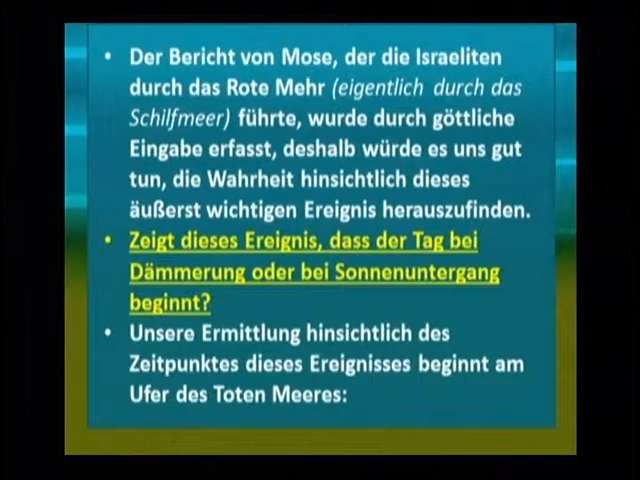 • Der Bericht von Mose, der die Israeliten
durch das Rote Mehr (eigentlich durch das
Schilfmeer) führte, wurde durch göttliche
Eingabe erfasst, deshalb würde es uns gut
tun, die Wahrheit hinsichtlich dieses
äußerst wichtigen Ereignis herauszufinden.
• Zeigt dieses Ereignis, dass der Tag bei
Dämmerung oder bei Sonnenuntergang
beginnt?
• Unsere Ermittlung hinsichtlich des
Zeitpunktes dieses Ereignisses beginnt am
Ufer des Toten Meeres: